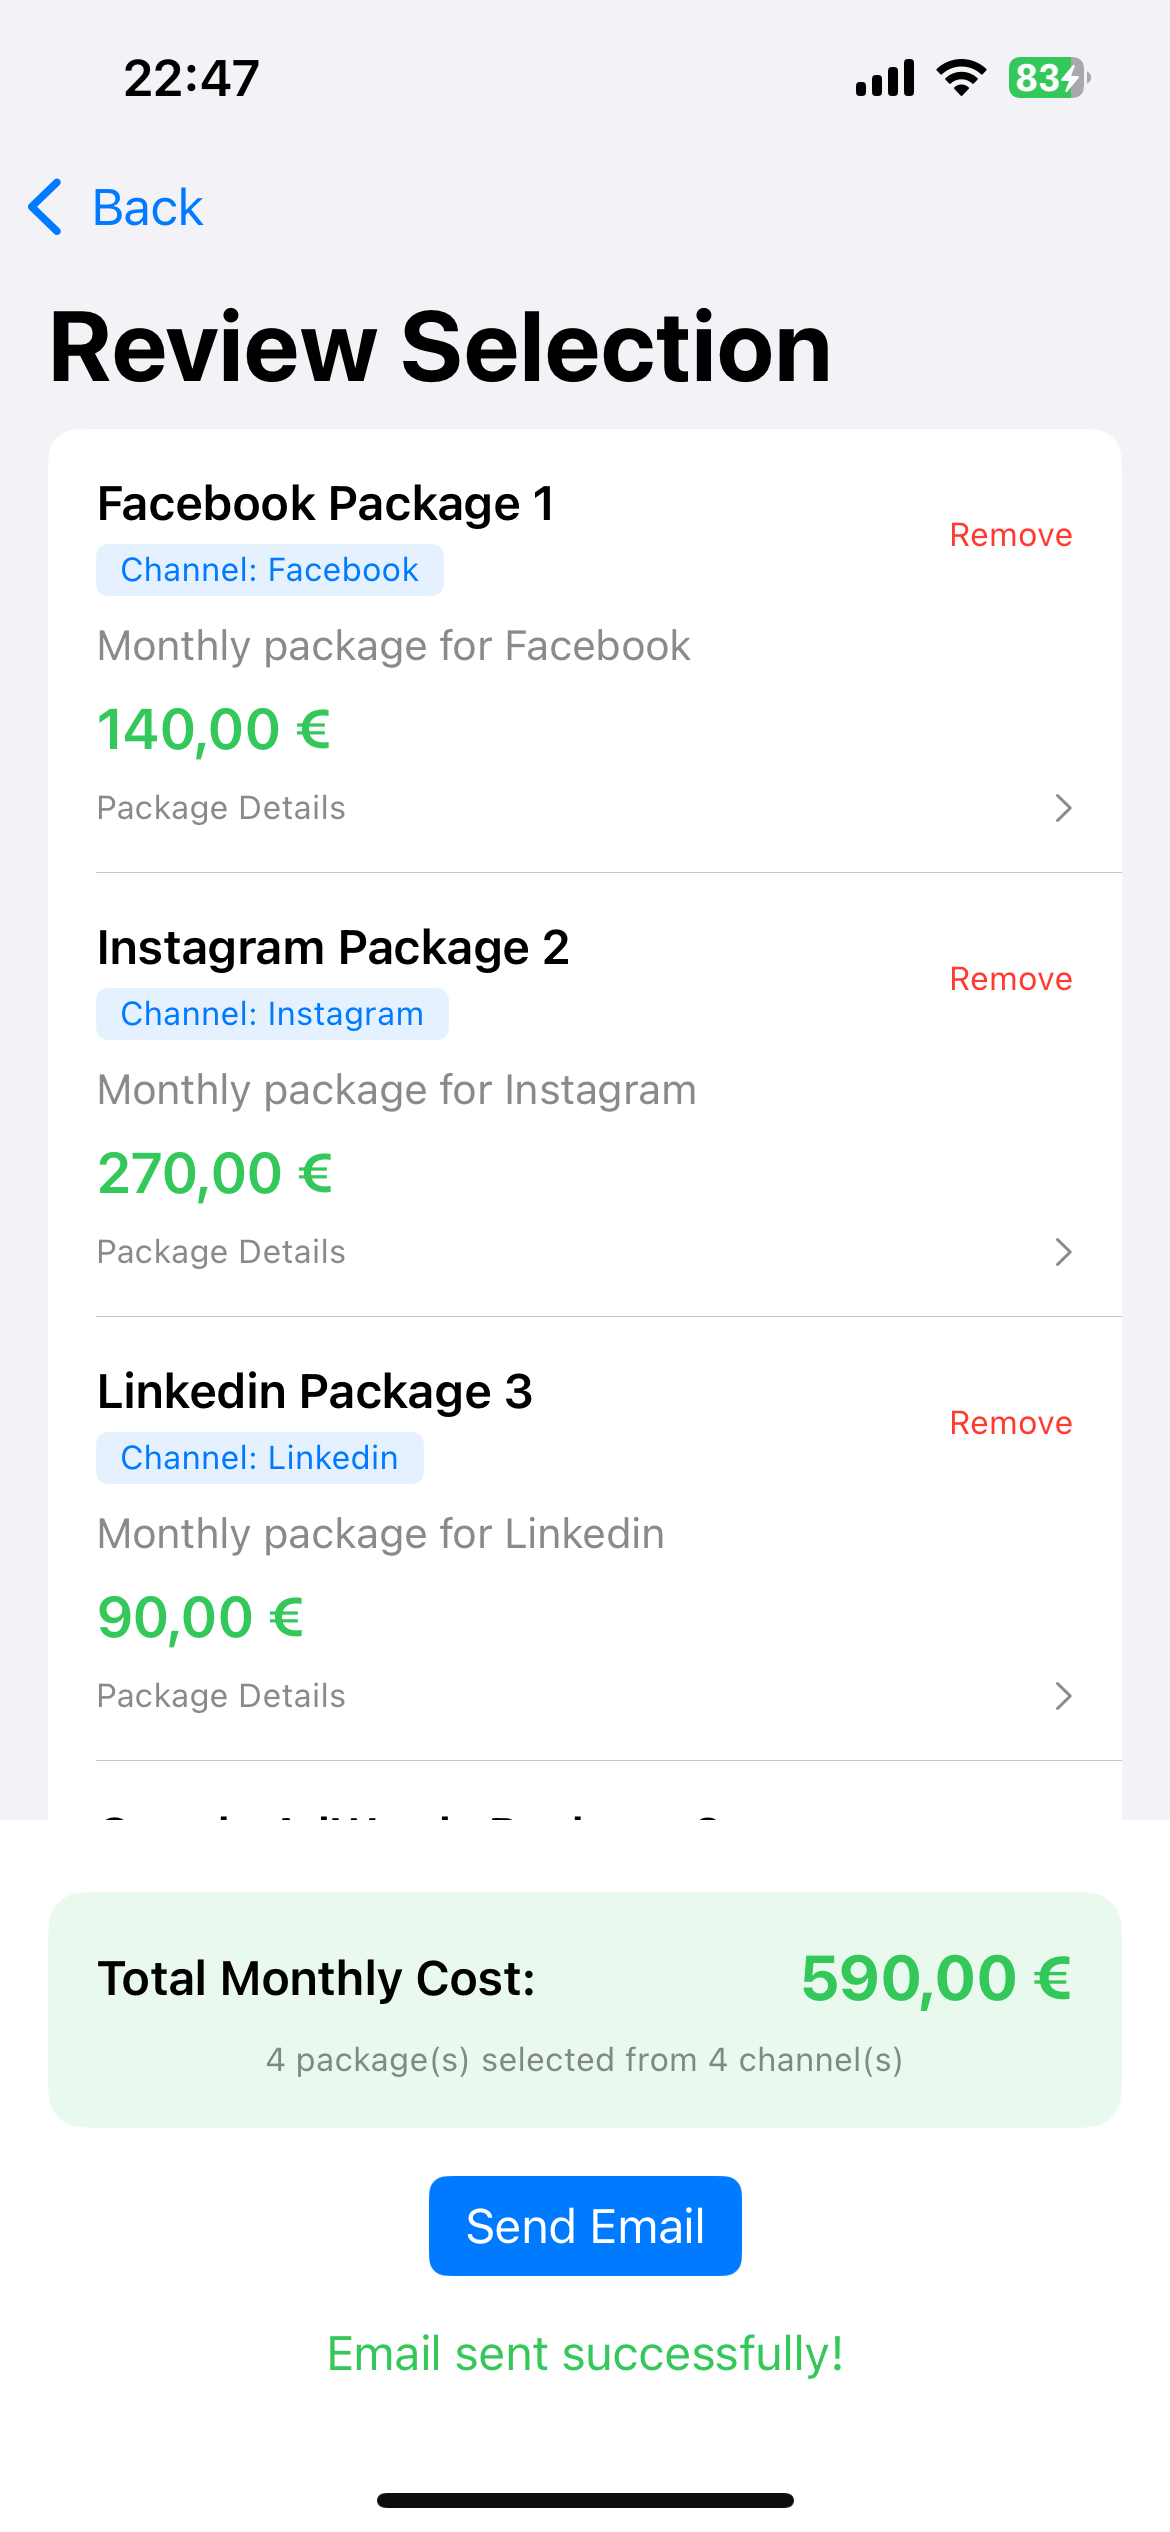 22:47
83
Back
Review Selection
Facebook Package 1
Remove
Channel: Facebook
Monthly package for Facebook
140,00 €
Package Details
Instagram Package 2
Remove
Channel: Instagram
Monthly package for Instagram
270,00 €
Package Details
Linkedin Package 3
Remove
Channel: Linkedin
Monthly package for Linkedin
90,00 €
Package Details
Total Monthly Cost:
590,00 €
4 package(s) selected from 4 channel(s)
Send Email
Email sent successfully!